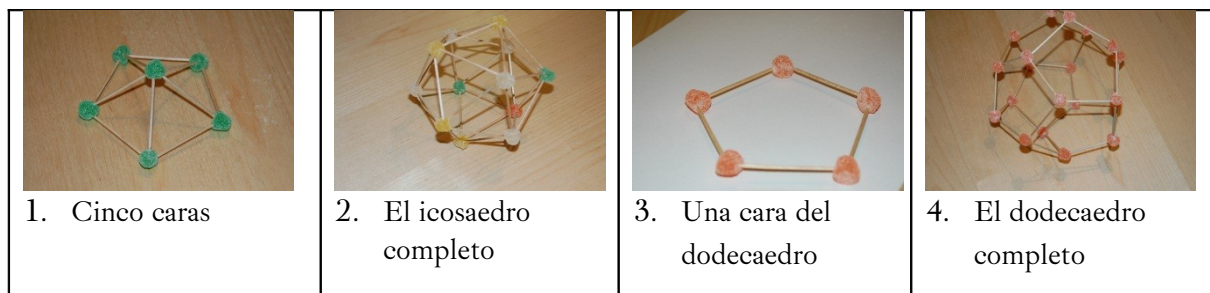 1. Cinco caras
2. El icosaedro
completo
3. Una cara del
dodecaedro
4. El dodecaedro
completo